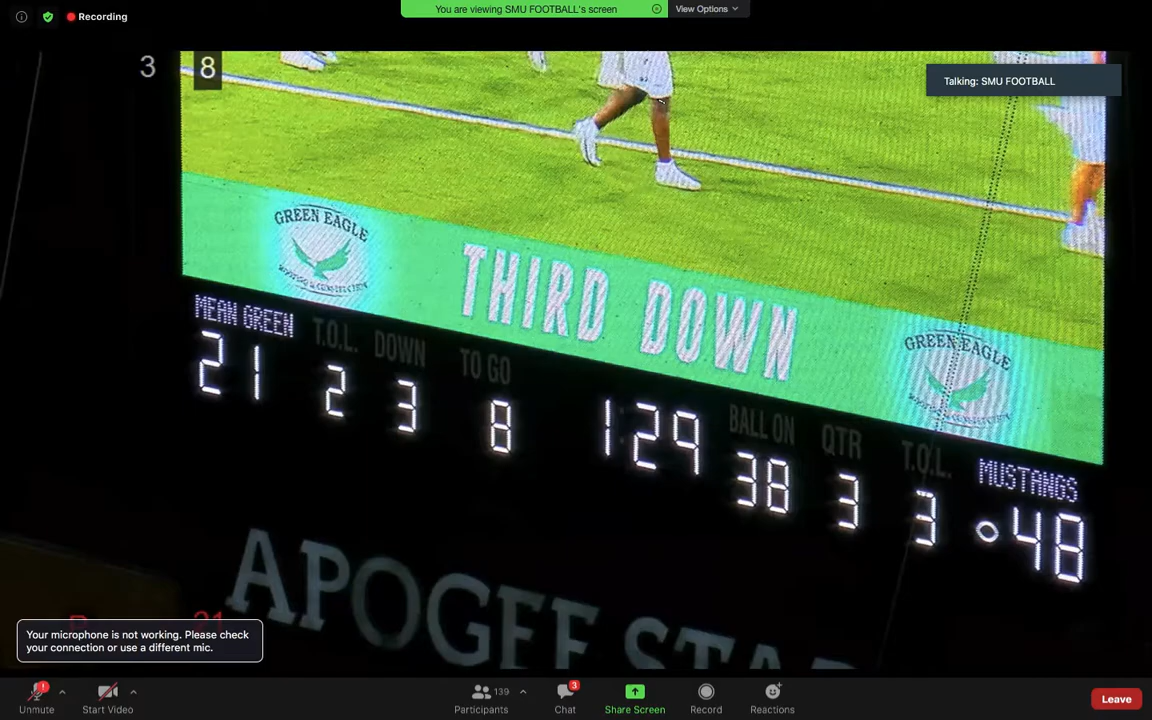 Recording
You are viewing SMU FOOTBALL's screen
View Options
Talking: SMU FOOTBALL
3 8
GREEN EAGLE
THIRD DOWN
GREEN EAGLE
MEAN GREEN
T.O.L.
DOWN
TO GO
BALL ON
QTR
T.O.L.
MUSTANGS
21
2
3
8
1:29
38
3
3
48
APOGEE STAD
21
Your microphone is not working. Please check
your connection or use a different mic.
Unmute
Start Video
Participants
139
Chat
3
Share Screen
Record
Reactions
Leave